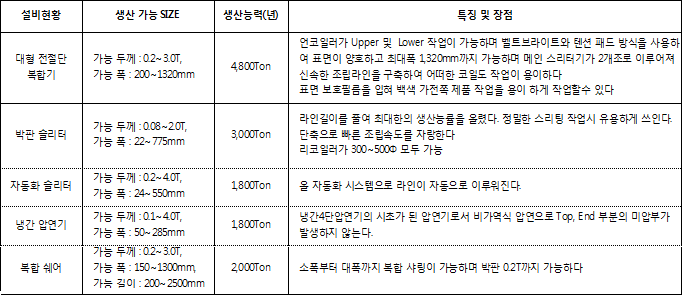 설비현황 생산 가능 SIZE 생산능력(년) 특징 및 장점
대형 전절단
복합기
가능 두께 : 0.2~3.0T,
가능 폭 : 200~1320mm
4,800Ton
언코일러가 Upper 및 Lower 작업이 가능하며 벨트브라이트와 텐션 패드 방식을 사용하
여 표면이 양호하고 최대폭 1,320mm까지 가능하며 메인 스리터기가 2개조로 이루어져
신속한 조립라인을 구축하여 어떠한 코일도 작업이 용이하다
표면 보호필름을 입혀 백색 가전쪽 제품 작업을 용이 하게 작업할수 있다
박판 슬리터
가능 두께 : 0.08~2.0T,
가능 폭 : 22~775mm
3,000Ton
라인길이를 줄여 최대한의 생산능률을 올렸다. 정밀한 스리팅 작업시 유용하게 쓰인다.
단축으로 빠른 조립속도를 자랑한다
리코일러가 300~500Φ 모두 가능
자동화 슬리터
가능 두께 : 0.2~4.0T,
가능 폭 : 24~550mm
1,800Ton
올 자동화 시스템으로 라인이 자동으로 이루워진다.
냉간 압연기
가능 두께 : 0.1~4.0T,
가능 폭 : 50~285mm
1,800Ton
냉간4단압연기의 시초가 된 압연기로서 비가역식 압연으로 Top, End 부분의 미압부가
발생하지 않는다.
복합 쉐어
가능 두께 : 0.2~3.0T,
가능 폭 : 150~1300mm,
가능 길이 : 200~2500mm
2,000Ton
소폭부터 대폭까지 복합 샤링이 가능하며 박판 0.2T까지 가능하다